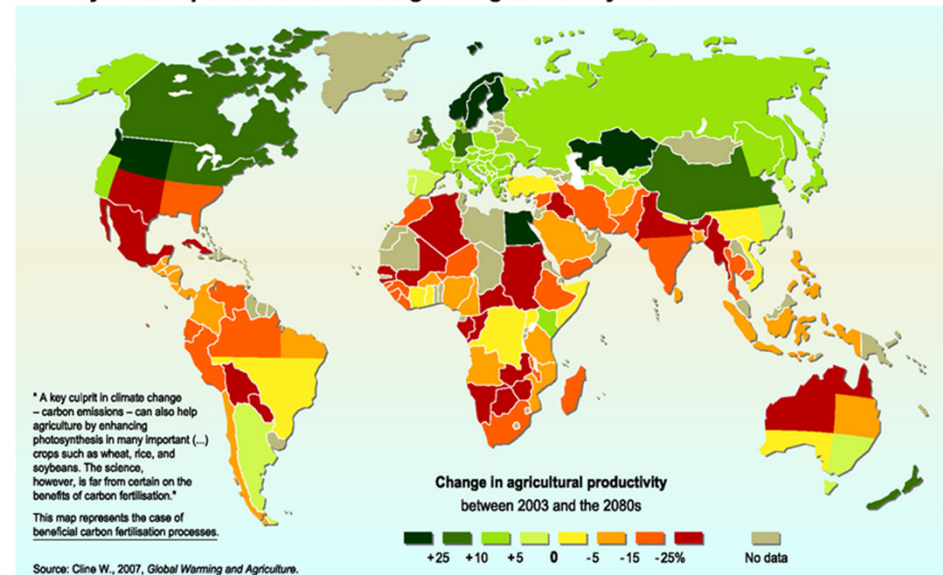 " A key culprit in climate change
– carbon emissions – can also help
agriculture by enhancing
photosynthesis in many important (...)
crops such as wheat, rice, and
soybeans. The science,
however, is far from certain on the
benefits of carbon fertilisation."
This map represents the case of
beneficial carbon fertilisation processes.
Source: Cline W., 2007, Global Warming and Agriculture.
Change in agricultural productivity
between 2003 and the 2080s
+25 +10 +5 0 -5 -15 -25% No data